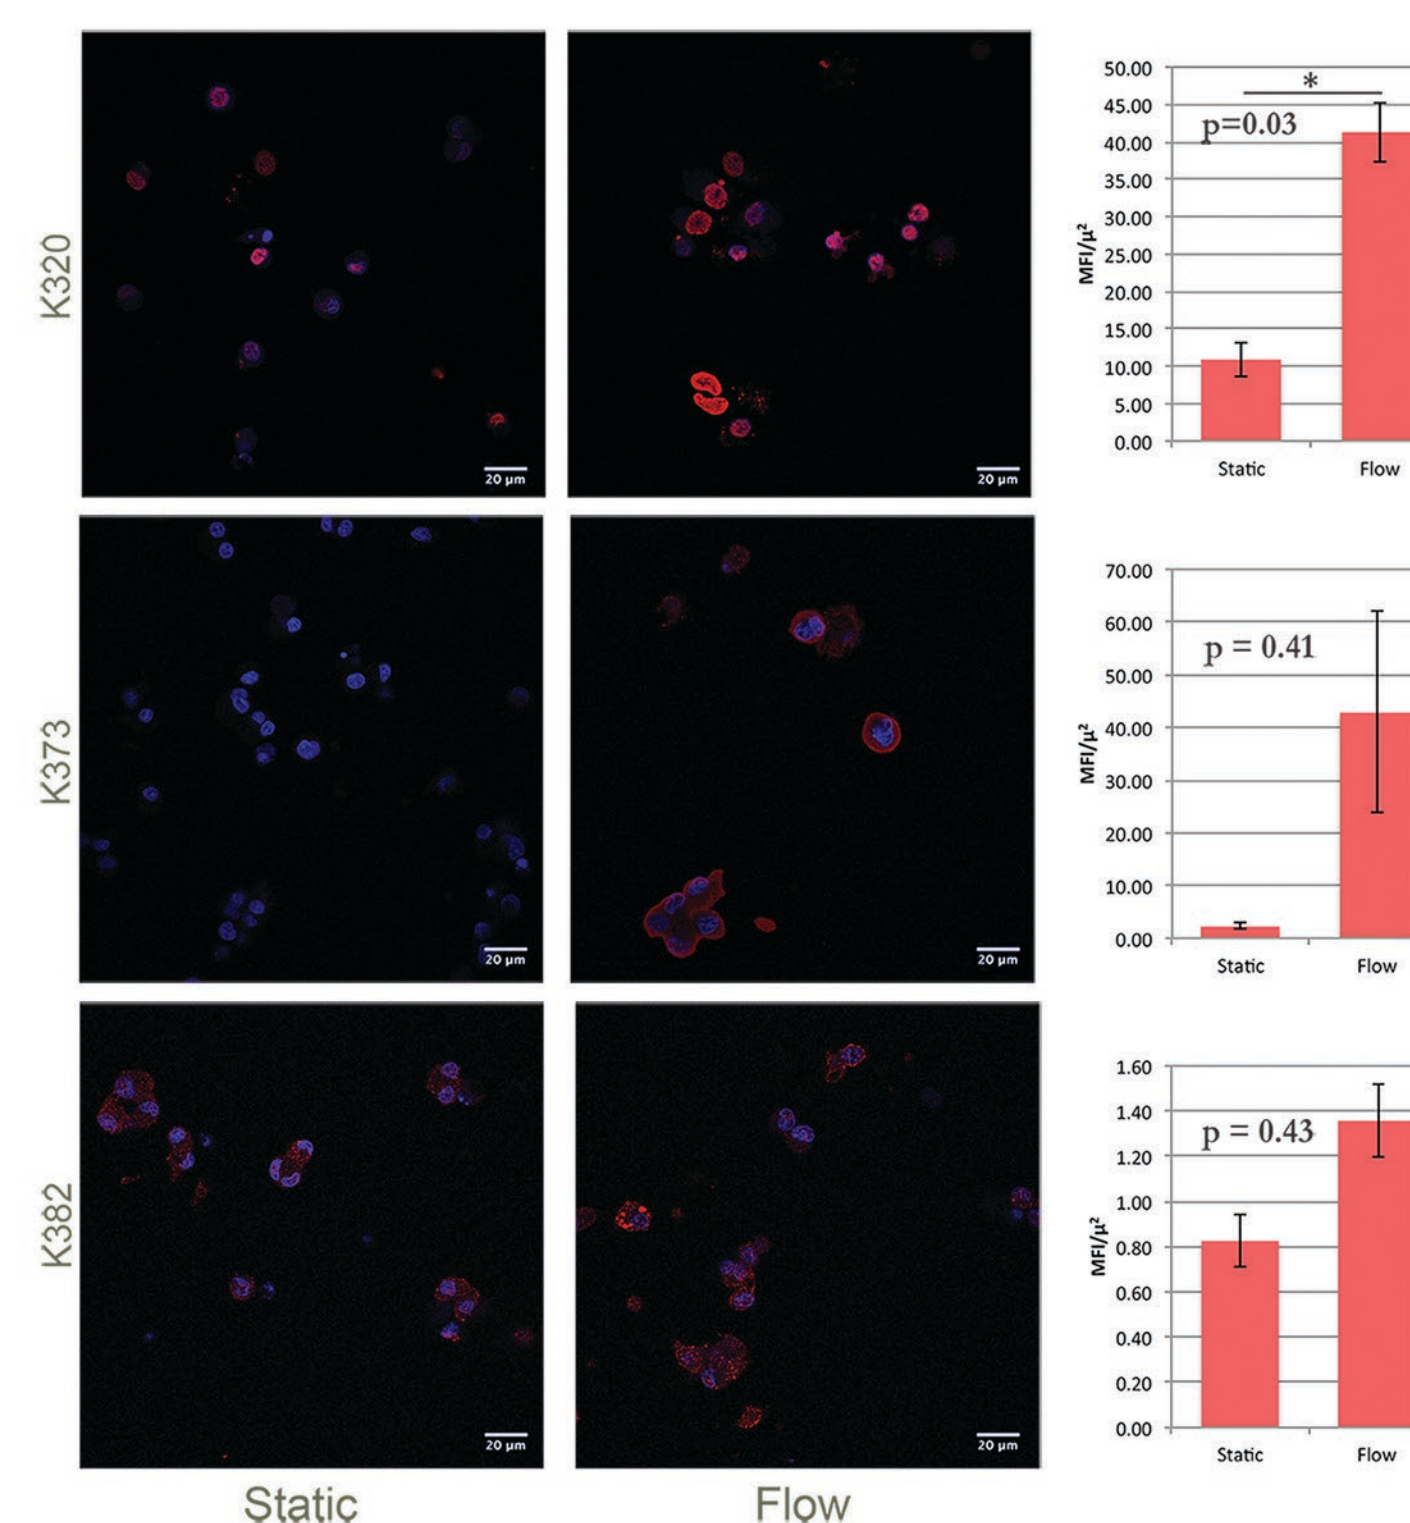 K320
20 µm
20 µm
50.00
45.00
40.00
35.00
30.00
25.00
20.00
15.00
10.00
5.00
0.00
MFI/µ²
*
p=0.03
Static
Flow
K373
20 µm
20 µm
70.00
60.00
50.00
40.00
30.00
20.00
10.00
0.00
MFI/µ²
p = 0.41
Static
Flow
K382
20 µm
20 µm
1.60
1.40
1.20
1.00
0.80
0.60
0.40
0.20
0.00
MFI/µ²
p = 0.43
Static
Flow
Static
Flow